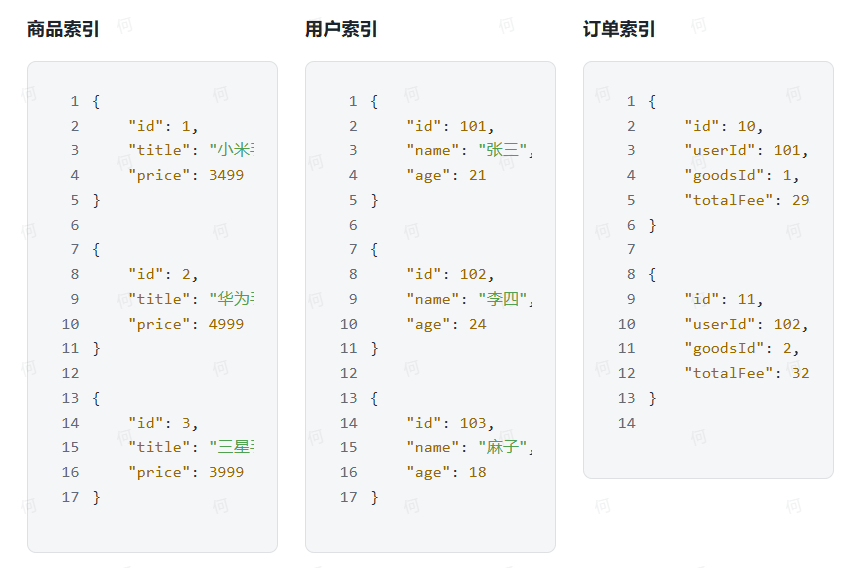 商品索引
1 {
2 "id": 1,
3 "title": "小米
4 "price": 3499
5 }
6
7 {
8 "id": 2,
9 "title": "华为
10 "price": 4999
11 }
12
13 {
14 "id": 3,
15 "title": "三星
16 "price": 3999
17 }
用户索引
1 {
2 "id": 101,
3 "name": "张三",
4 "age": 21
5 }
6
7 {
8 "id": 102,
9 "name": "李四",
10 "age": 24
11 }
12
13 {
14 "id": 103,
15 "name": "麻子",
16 "age": 18
17 }
订单索引
1 {
2 "id": 10,
3 "userId": 101,
4 "goodsId": 1,
5 "totalFee": 29
6 }
7
8 {
9 "id": 11,
10 "userId": 102,
11 "goodsId": 2,
12 "totalFee": 32
13 }
14